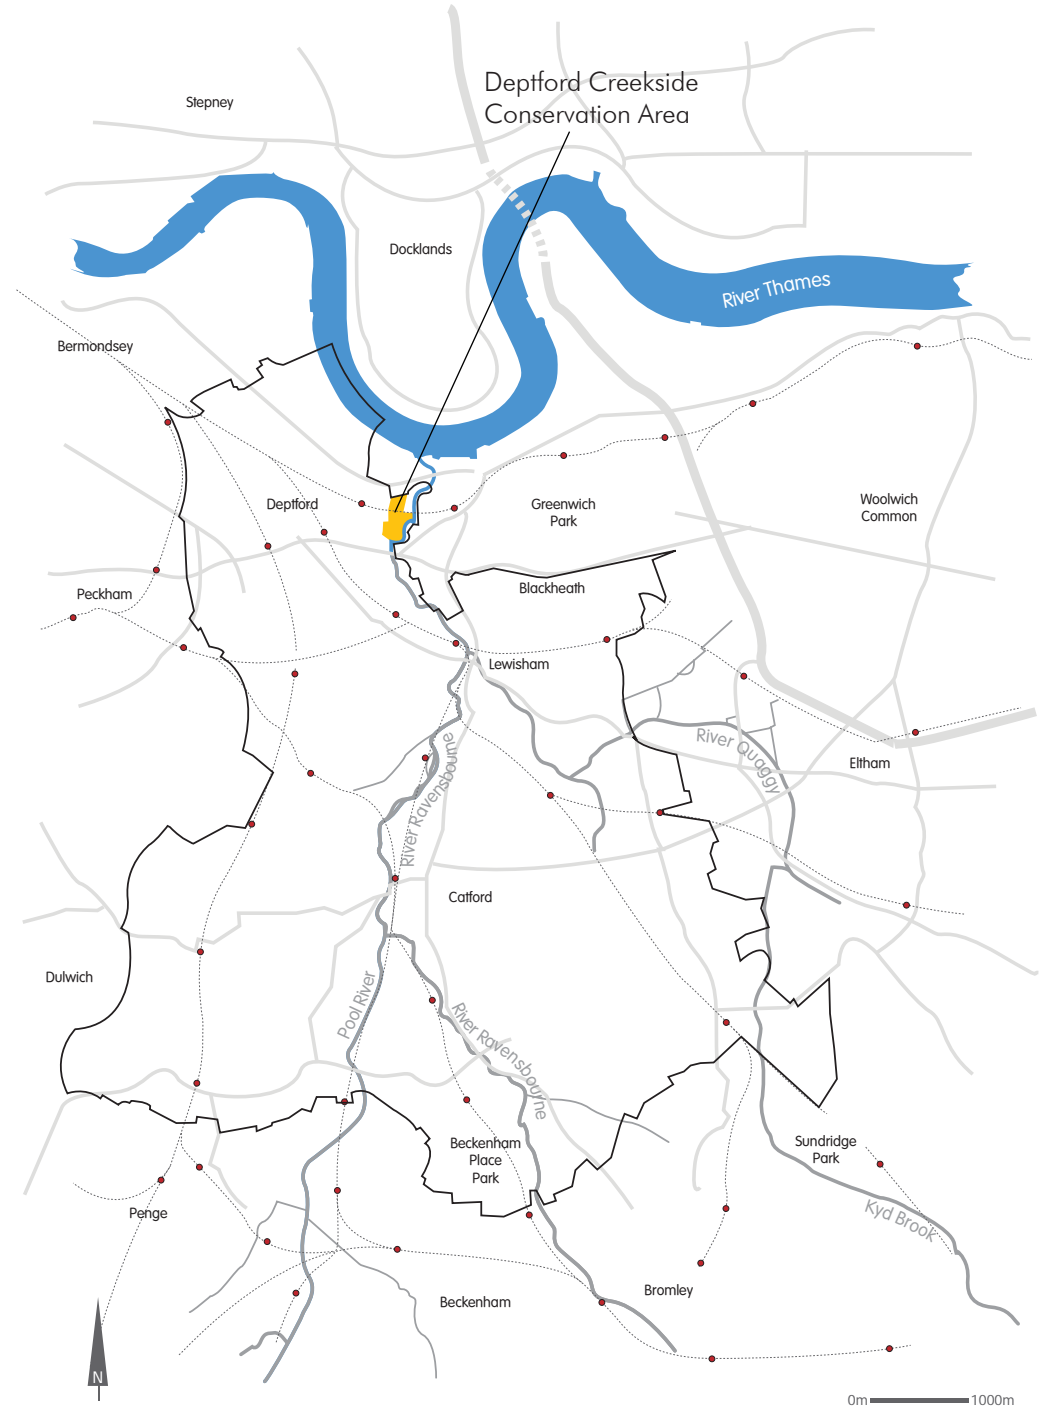 Deptford Creekside
Conservation Area
Stepney
Docklands
River Thames
Bermondsey
Deptford
Greenwich
Park
Woolwich
Common
Peckham
Blackheath
Lewisham
River Quaggy
Eltham
River Ravensbourne
Catford
Dulwich
Pool River
River Ravensbourne
Beckenham
Place
Park
Sundridge
Park
Penge
Kyd Brook
Bromley
Beckenham
N
0m
1000m